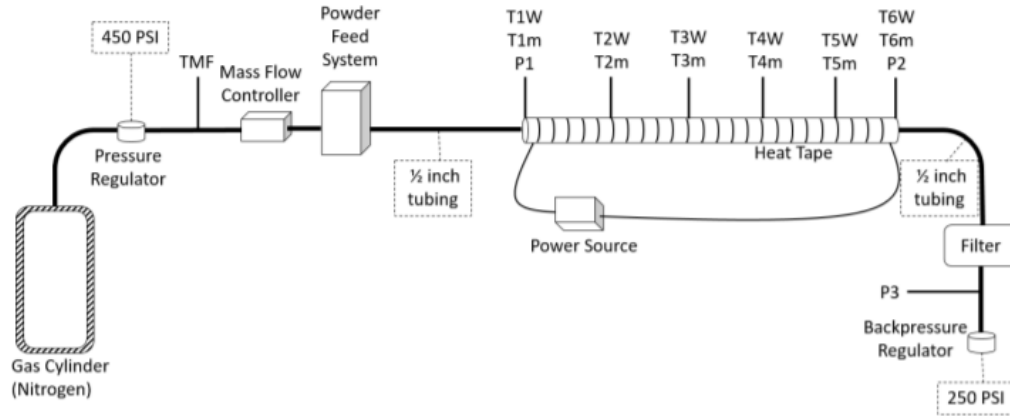 450 PSI
TMF
Mass Flow
Controller
Powder
Feed
System
Pressure
Regulator
½ inch
tubing
T1W
T1m
P1
T2W
T2m
T3W
T3m
T4W
T4m
T5W
T5m
T6W
T6m
P2
Heat Tape
Power Source
½ inch
tubing
Filter
P3
Backpressure
Regulator
250 PSI
Gas Cylinder
(Nitrogen)